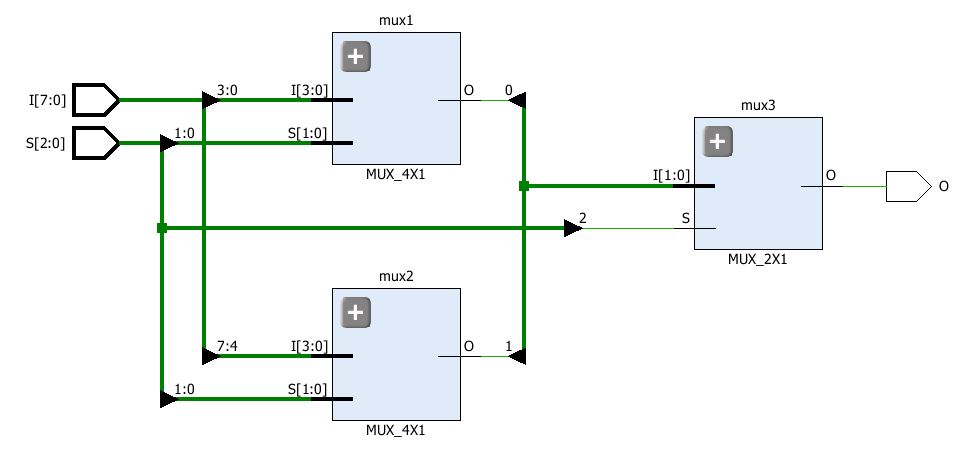 mux1
I[7:0]
3:0
I[3:0]
O
0
S[2:0]
1:0
S[1:0]
MUX_4X1
mux3
I[1:0]
O
O
2
S
MUX_2X1
mux2
7:4
I[3:0]
O
1
1:0
S[1:0]
MUX_4X1